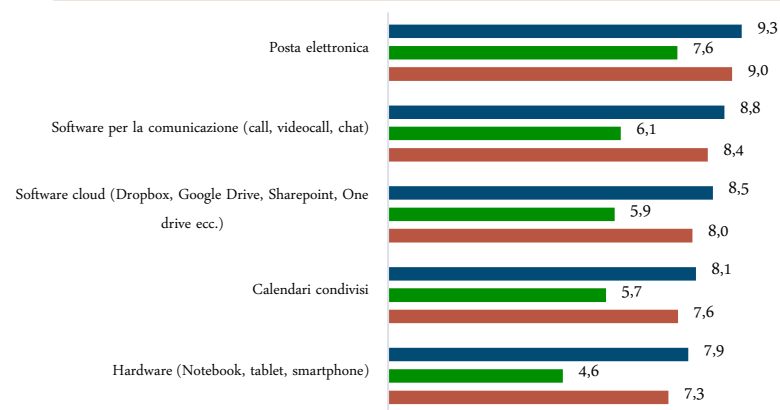 9,3
Posta elettronica
7,6
9,0
8,8
Software per la comunicazione (call, videocall, chat)
6,1
8,4
8,5
Software cloud (Dropbox, Google Drive, Sharepoint, One
drive ecc.)
5,9
8,0
8,1
Calendari condivisi
5,7
7,6
7,9
Hardware (Notebook, tablet, smartphone)
4,6
7,3